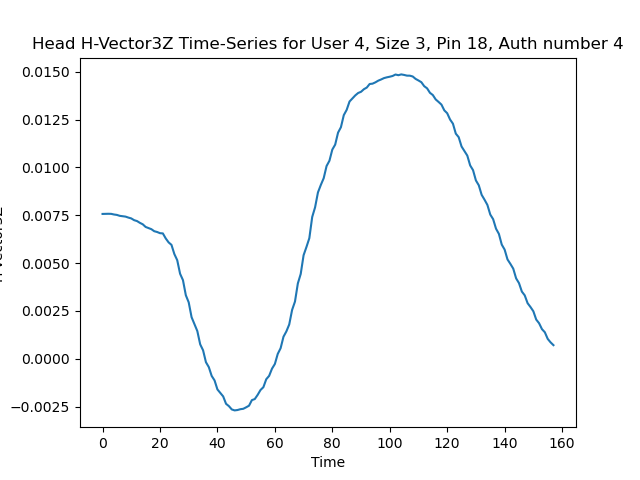 Head H-Vector3Z Time-Series for User 4, Size 3, Pin 18, Auth number 4
0.0150
0.0125
0.0100
0.0075
0.0050
0.0025
0.0000
−0.0025
0 20 40 60 80 100 120 140 160
Time